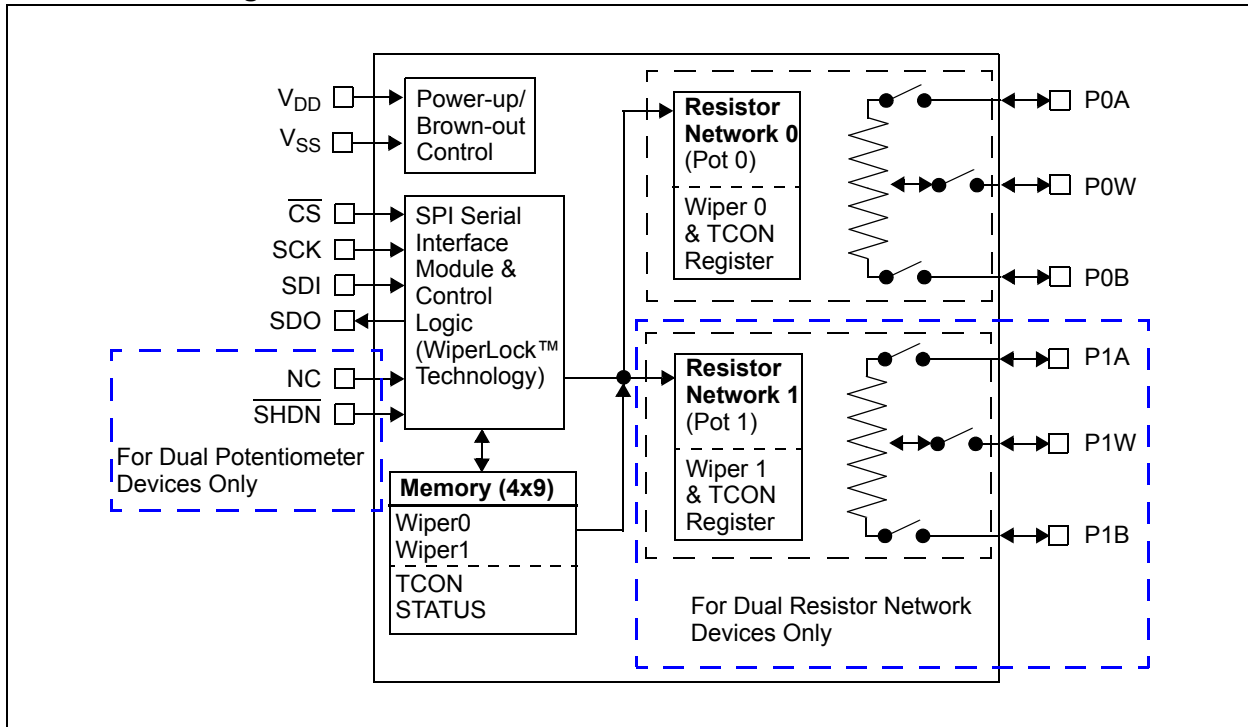 V_DD
V_SS
Power-up/
Brown-out
Control
CS
SCK
SDI
SDO
NC
SHDN
For Dual Potentiometer
Devices Only
SPI Serial
Interface
Module &
Control
Logic
(WiperLock™
Technology)
Memory (4x9)
Wiper0
Wiper1
TCON
STATUS
Resistor
Network 0
(Pot 0)
Wiper 0
& TCON
Register
P0A
P0W
P0B
Resistor
Network 1
(Pot 1)
Wiper 1
& TCON
Register
P1A
P1W
P1B
For Dual Resistor Network
Devices Only